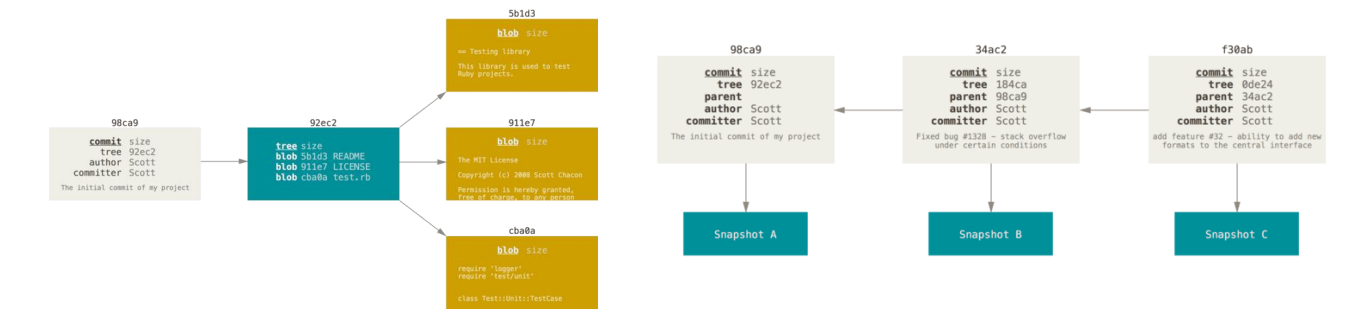 98ca9
commit size
tree 92ec2
author Scott
committer Scott
The initial commit of my project
92ec2
tree size
blob 5b1d3 README
blob 911e7 LICENSE
blob cba0a test.rb
5b1d3
blob size
== Testing library
This library is used to test
Ruby projects.
911e7
blob size
The MIT License
Copyright (c) 2008 Scott Chacon
Permission is hereby granted,
free of charge, to any person
cba0a
blob size
require 'logger'
require 'test/unit'
class Test::Unit::TestCase
98ca9
commit size
tree 92ec2
parent
author Scott
committer Scott
The initial commit of my project
Snapshot A
34ac2
commit size
tree 184ca
parent 98ca9
author Scott
committer Scott
Fixed bug #1328 – stack overflow
under certain conditions
Snapshot B
f30ab
commit size
tree 0de24
parent 34ac2
author Scott
committer Scott
add feature #32 – ability to add new
formats to the central interface
Snapshot C